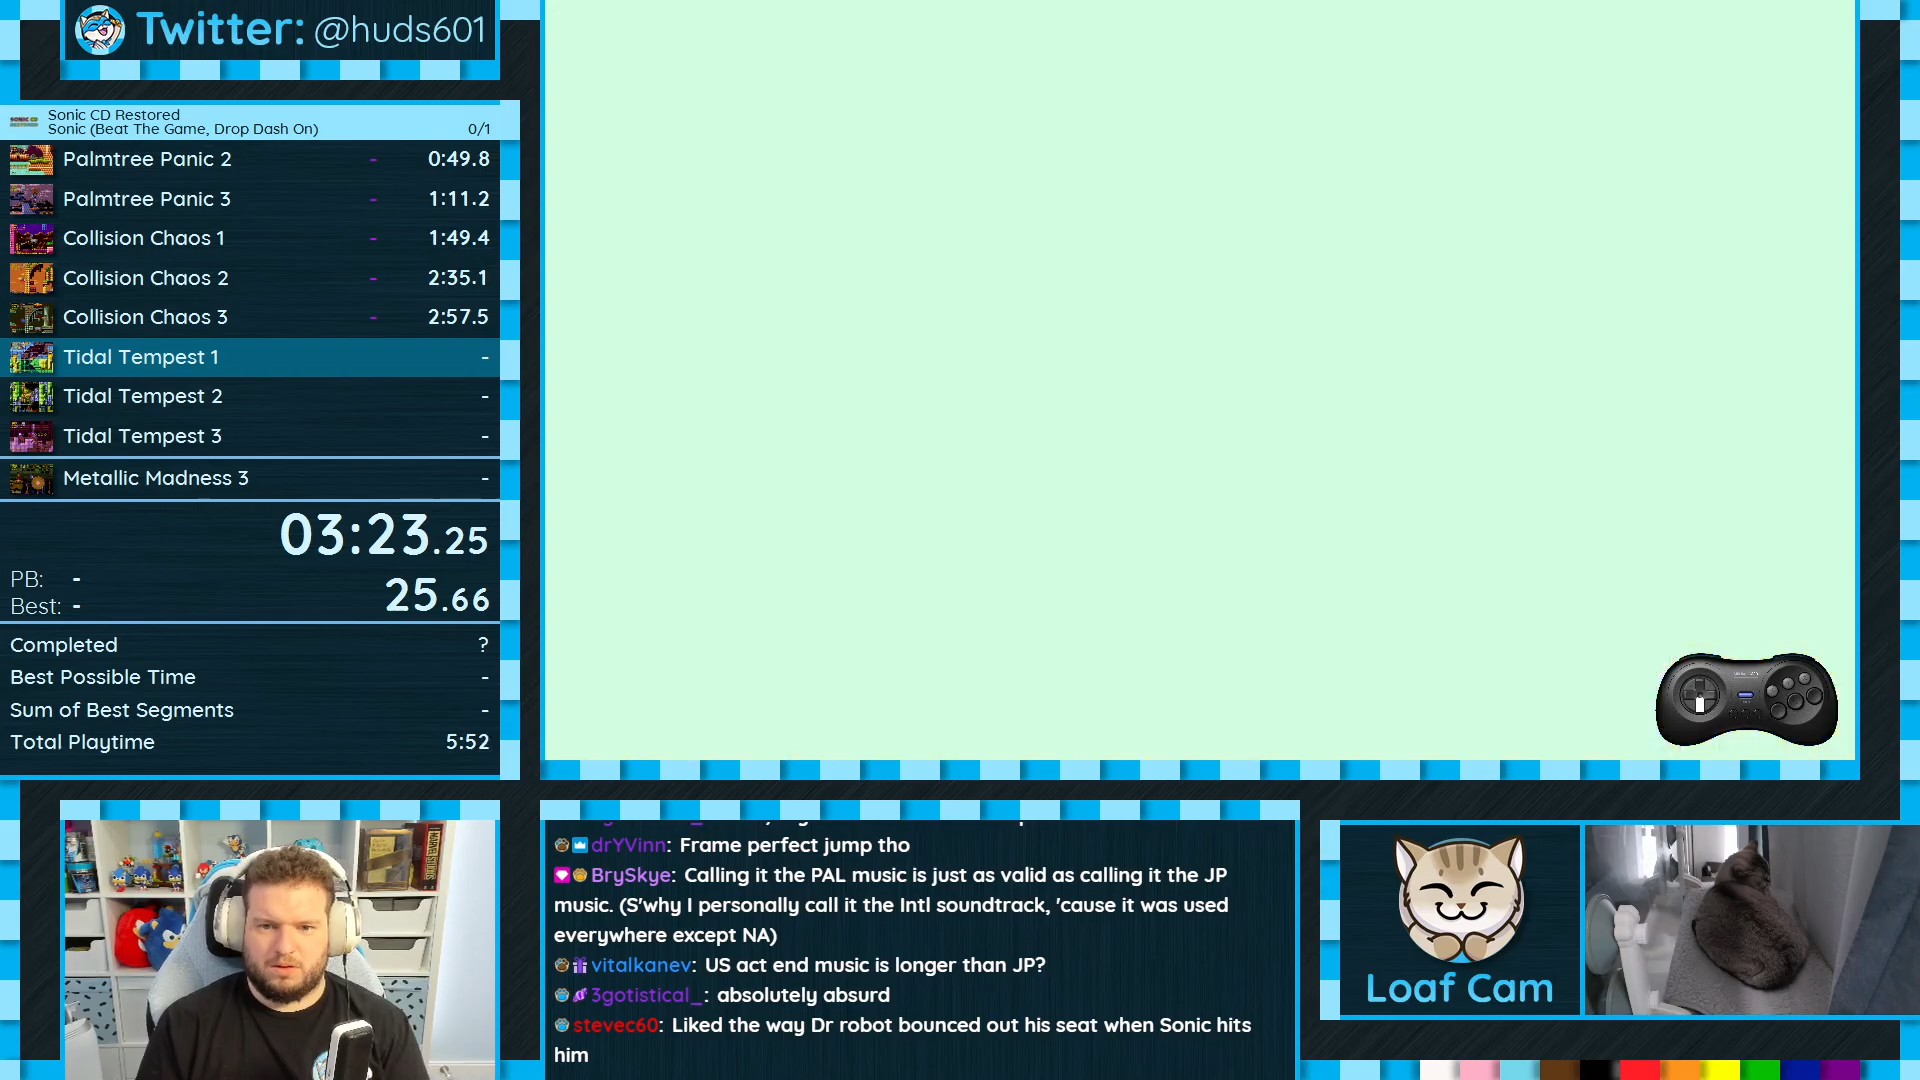 Twitter: @huds601
Sonic CD Restored
Sonic (Beat The Game, Drop Dash On) 0/1
Palmtree Panic 2 - 0:49.8
Palmtree Panic 3 - 1:11.2
Collision Chaos 1 - 1:49.4
Collision Chaos 2 - 2:35.1
Collision Chaos 3 - 2:57.5
Tidal Tempest 1 -
Tidal Tempest 2 -
Tidal Tempest 3 -
Metallic Madness 3 -
03:23.25
PB: -
25.66
Best: -
Completed ?
Best Possible Time -
Sum of Best Segments -
Total Playtime 5:52
drYVinn: Frame perfect jump tho
BrySkye: Calling it the PAL music is just as valid as calling it the JP
music. (S'why I personally call it the Intl soundtrack, 'cause it was used
everywhere except NA)
vitalkanev: US act end music is longer than JP?
3gotistical_: absolutely absurd
stevec60: Liked the way Dr robot bounced out his seat when Sonic hits
him
Loaf Cam